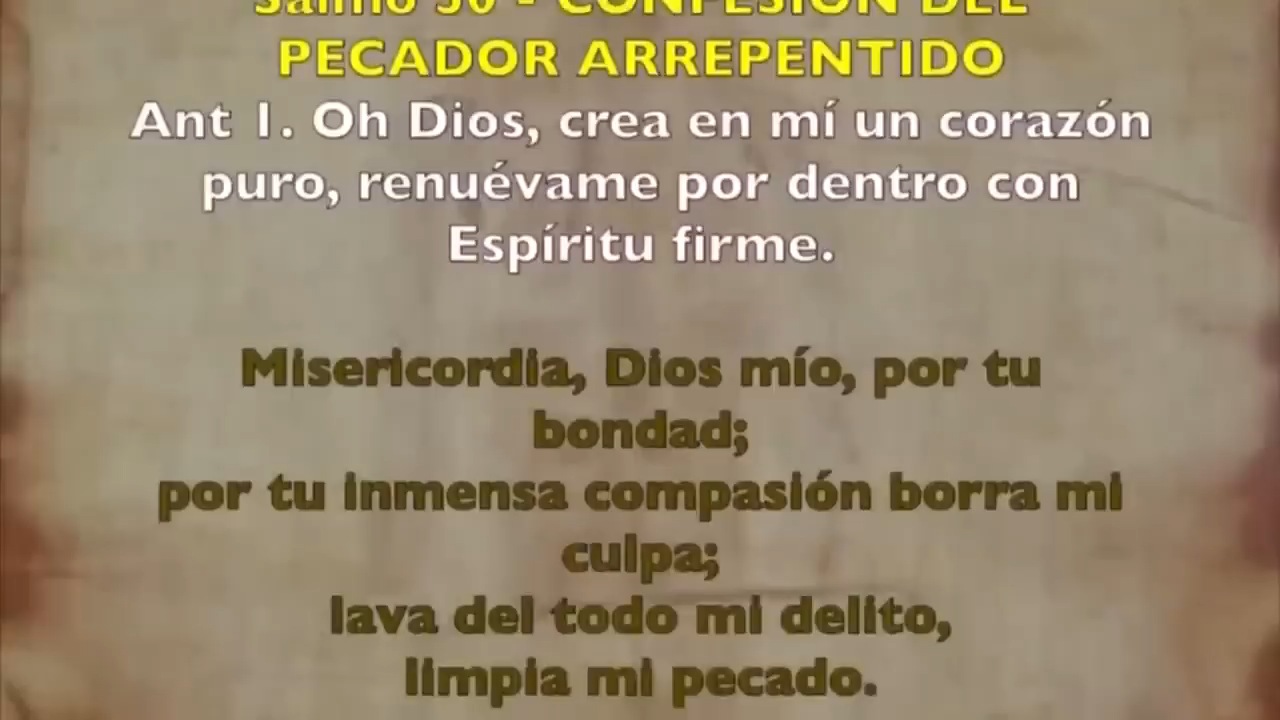 Salmo 50 - CONFESIÓN DEL
PECADOR ARREPENTIDO
Ant 1. Oh Dios, crea en mí un corazón
puro, renuévame por dentro con
Espíritu firme.
Misericordia, Dios mío, por tu
bondad;
por tu inmensa compasión borra mi
culpa;
lava del todo mi delito,
limpia mi pecado.